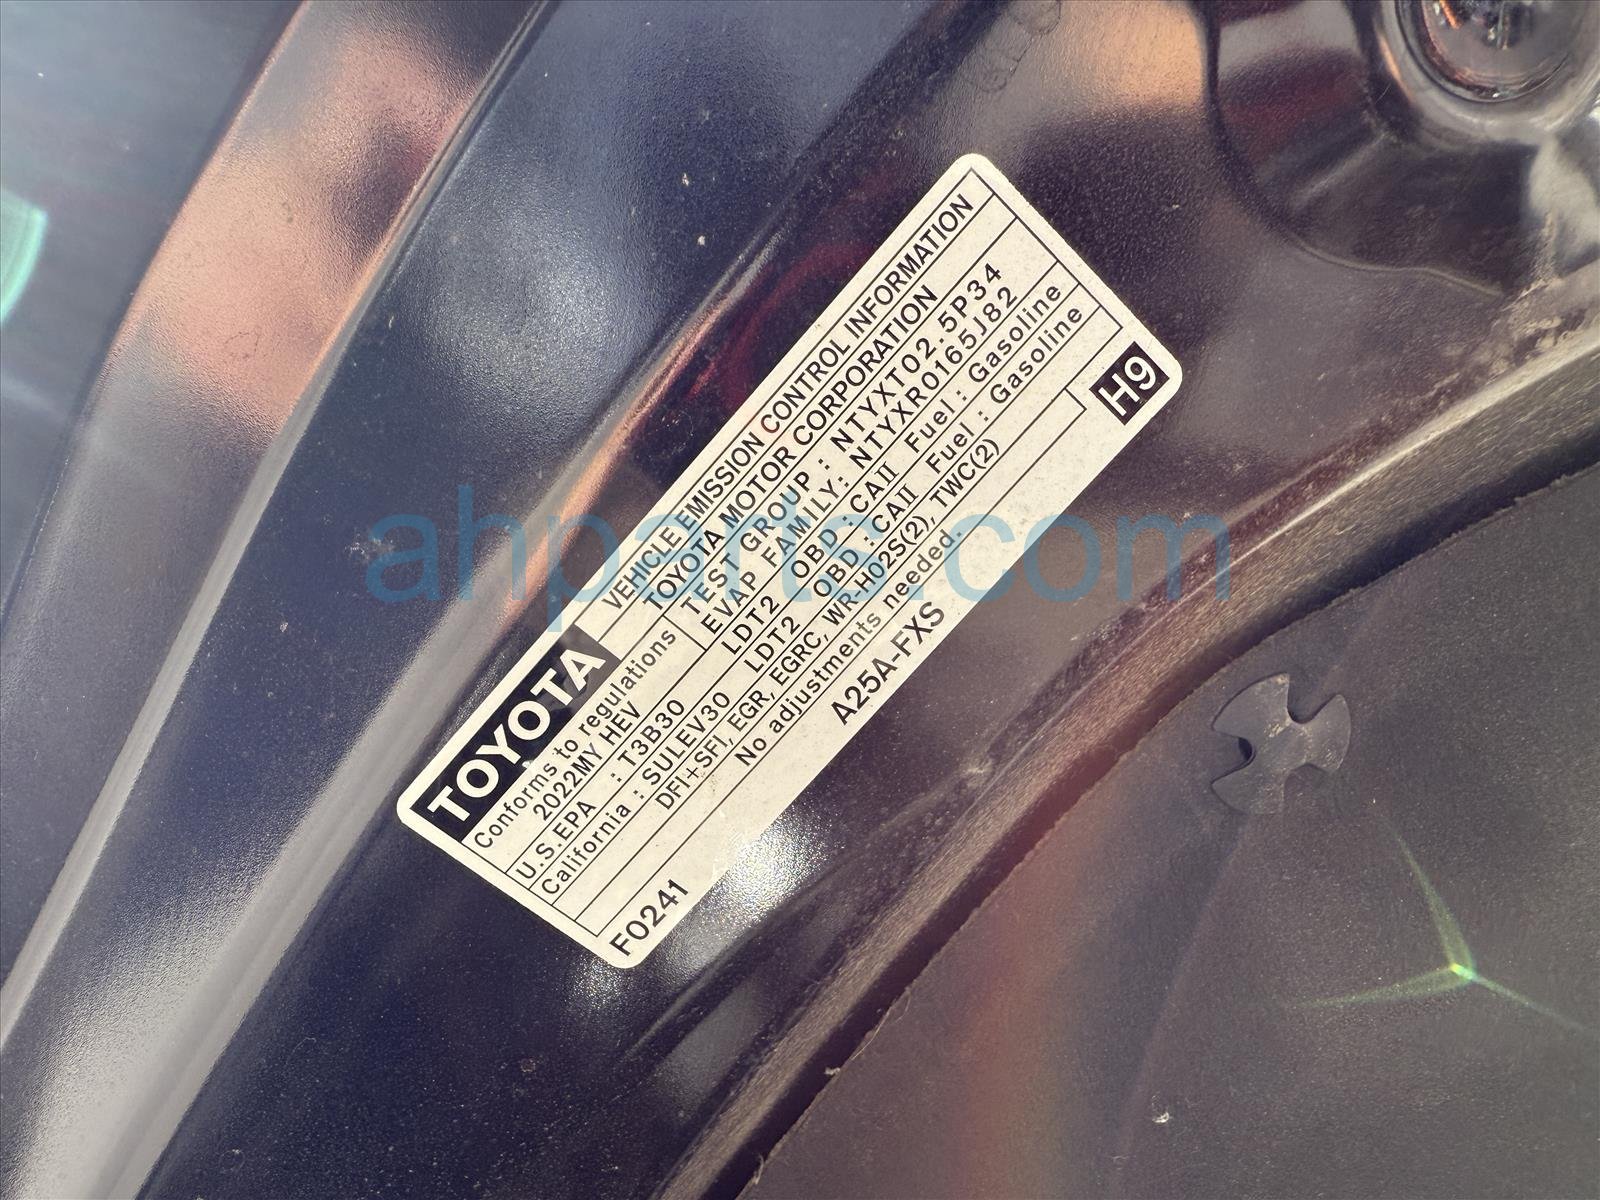 TOYOTA
VEHICLE EMISSION CONTROL INFORMATION
Conforms to regulations
TOYOTA MOTOR CORPORATION
2022MY HEV
TEST GROUP : NTYXT02.5P34
EVAP FAMILY: NTYXR0165J82
U.S.EPA : T3B30 LDT2 OBD : CAII Fuel : Gasoline
California : SULEV30 LDT2 OBD : CAII Fuel : Gasoline
DFI+SFI, EGR, EGRC, WR-HO2S(2), TWC(2)
No adjustments needed.
H9
F0241
A25A-FXS
ahparts.com